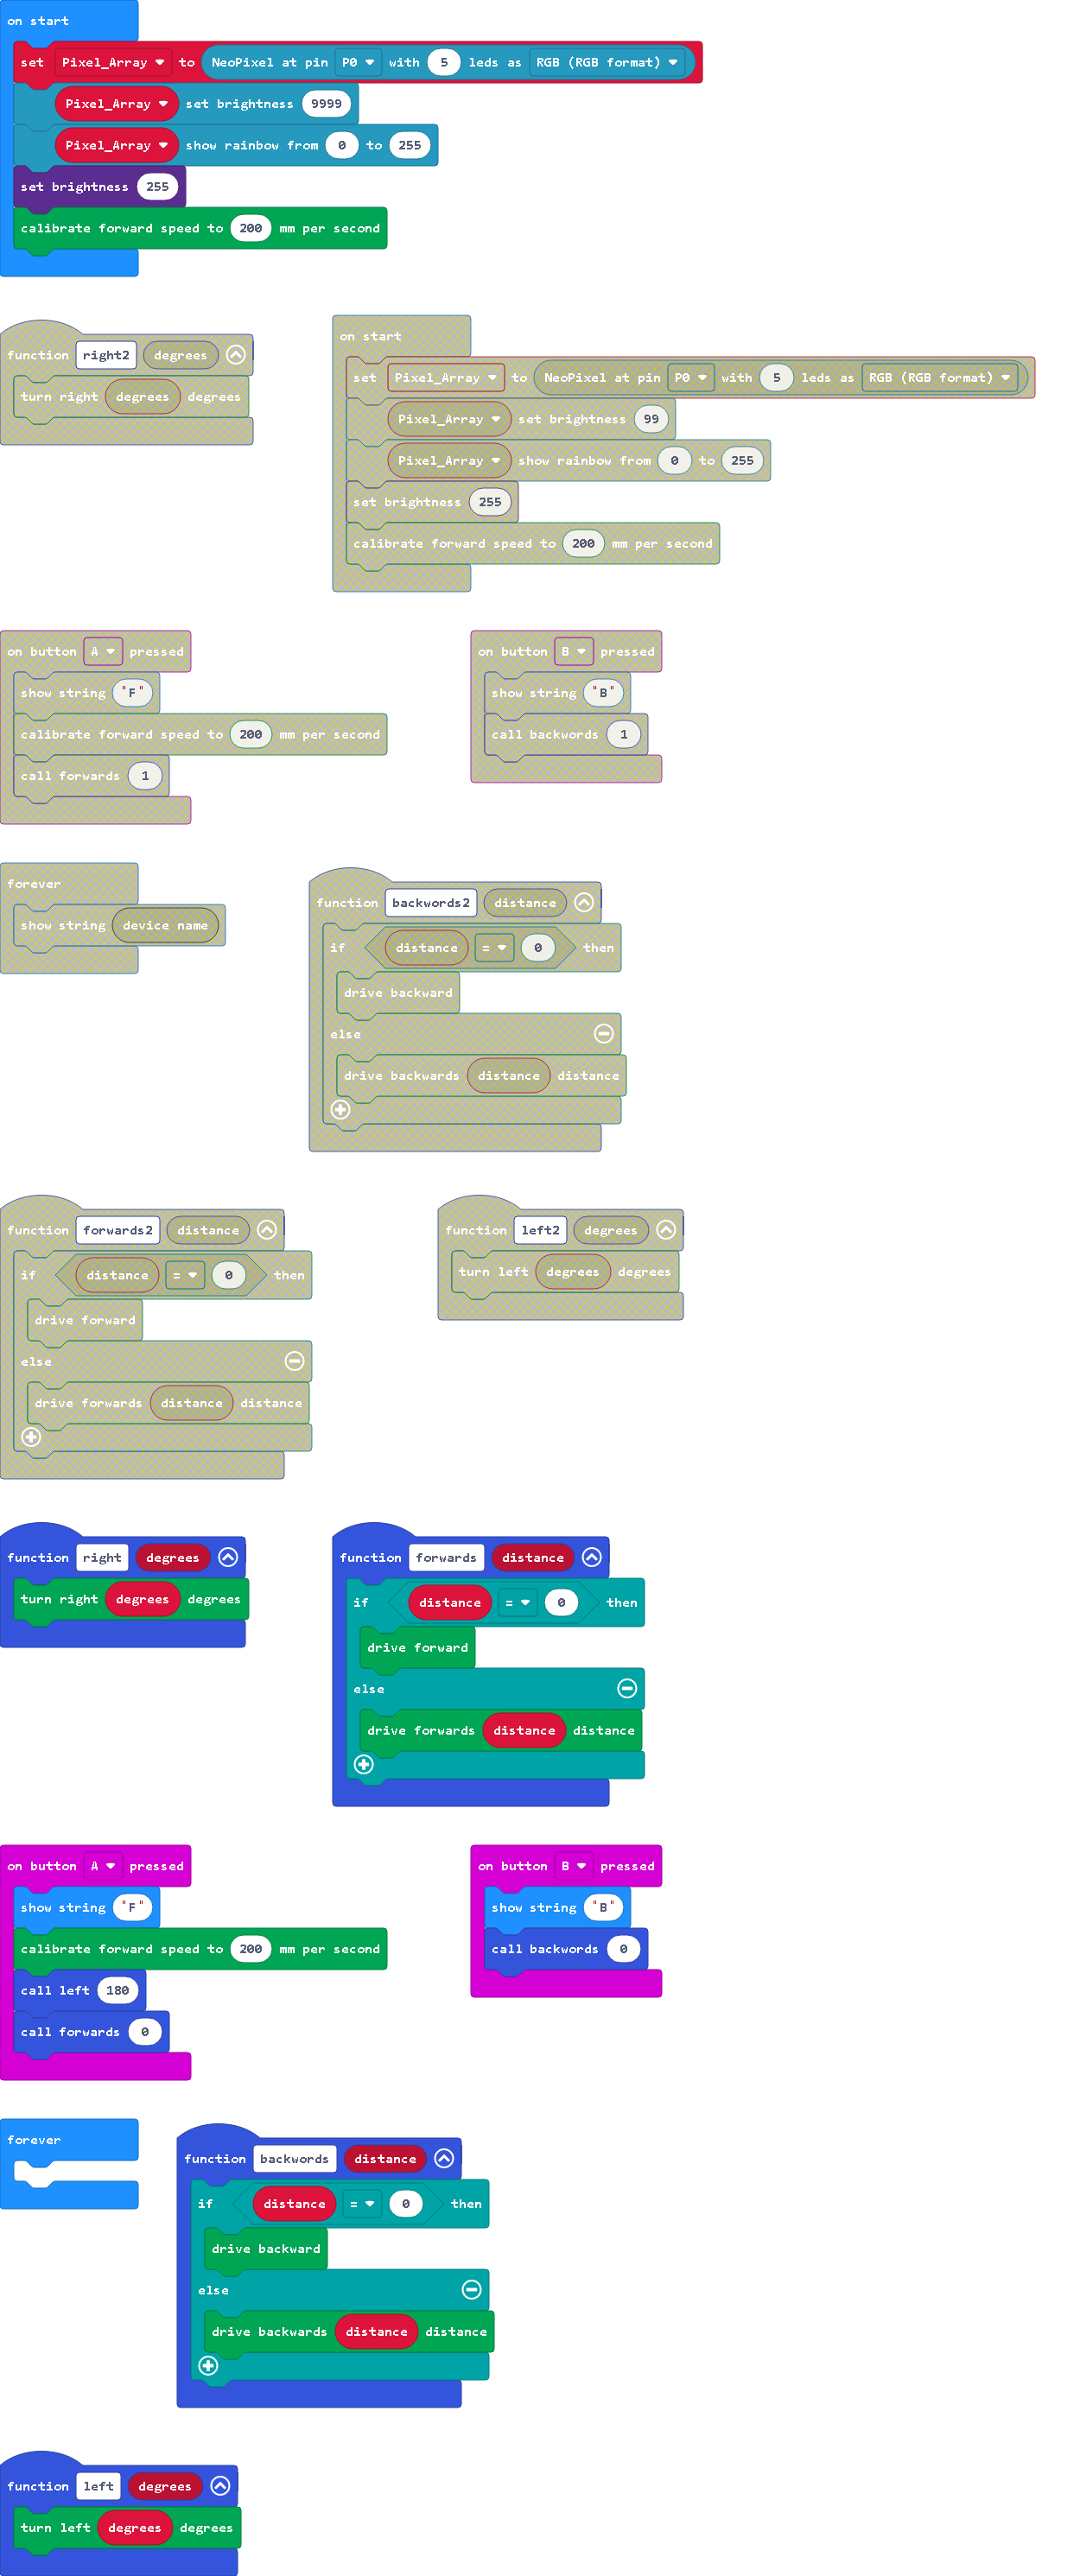 on start
set Pixel_Array to NeoPixel at pin P0 with 5 leds as RGB (RGB format)
Pixel_Array set brightness 9999
Pixel_Array show rainbow from 0 to 255
set brightness 255
calibrate forward speed to 200 mm per second
function right2 degrees
turn right degrees degrees
on start
set Pixel_Array to NeoPixel at pin P0 with 5 leds as RGB (RGB format)
Pixel_Array set brightness 99
Pixel_Array show rainbow from 0 to 255
set brightness 255
calibrate forward speed to 200 mm per second
on button A pressed
show string "F"
calibrate forward speed to 200 mm per second
call forwards 1
on button B pressed
show string "B"
call backwords 1
forever
show string device name
function backwords2 distance
if distance = 0 then
drive backward
else
drive backwards distance distance
function forwards2 distance
if distance = 0 then
drive forward
else
drive forwards distance distance
function left2 degrees
turn left degrees degrees
function right degrees
turn right degrees degrees
function forwards distance
if distance = 0 then
drive forward
else
drive forwards distance distance
on button A pressed
show string "F"
calibrate forward speed to 200 mm per second
call left 180
call forwards 0
on button B pressed
show string "B"
call backwords 0
forever
function backwords distance
if distance = 0 then
drive backward
else
drive backwards distance distance
function left degrees
turn left degrees degrees